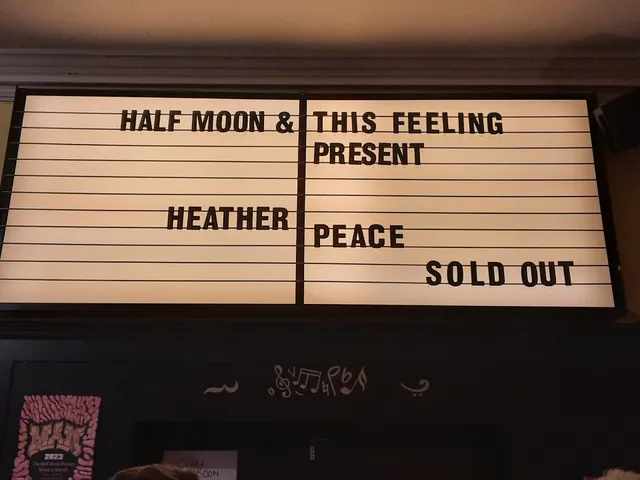 HALF MOON & THIS FEELING
PRESENT
HEATHER PEACE
SOLD OUT
2023